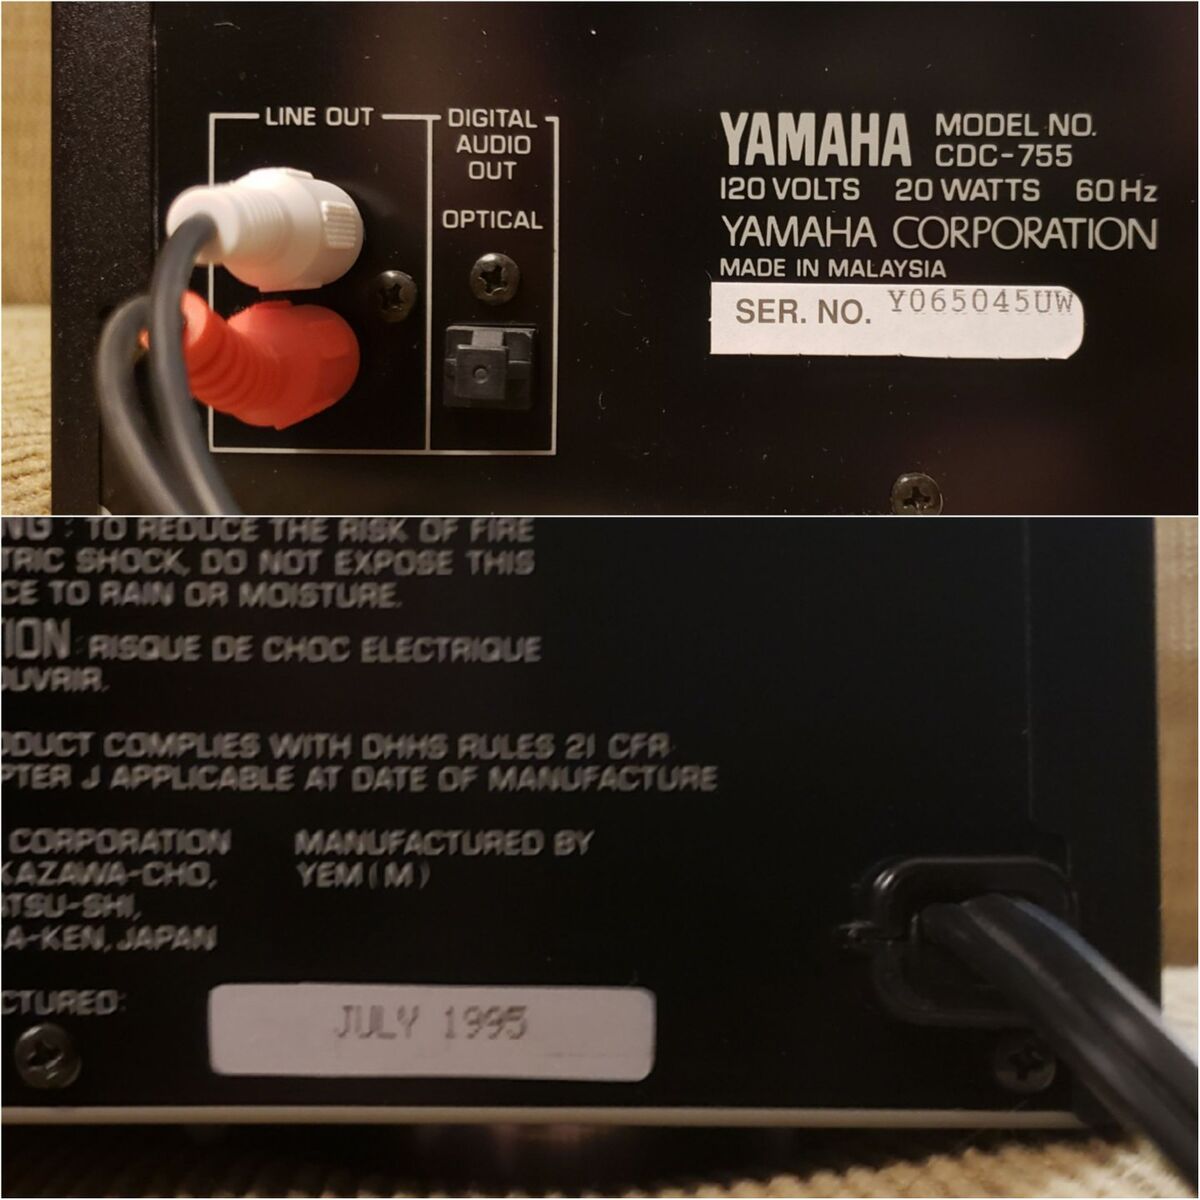 LINE OUT
DIGITAL
AUDIO
OUT
OPTICAL
YAMAHA MODEL NO.
CDC-755
120 VOLTS 20 WATTS 60 Hz
YAMAHA CORPORATION
MADE IN MALAYSIA
SER. NO. Y065045UW
NG : TO REDUCE THE RISK OF FIRE
TRIC SHOCK, DO NOT EXPOSE THIS
CE TO RAIN OR MOISTURE.
ION : RISQUE DE CHOC ELECTRIQUE
OUVRIR.
ODUCT COMPLIES WITH DHHS RULES 21 CFR
PTER J APPLICABLE AT DATE OF MANUFACTURE
CORPORATION
KAZAWA-CHO,
ATSU-SHI,
A-KEN, JAPAN
MANUFACTURED BY
YEM (M)
CTURED:
JULY 1995